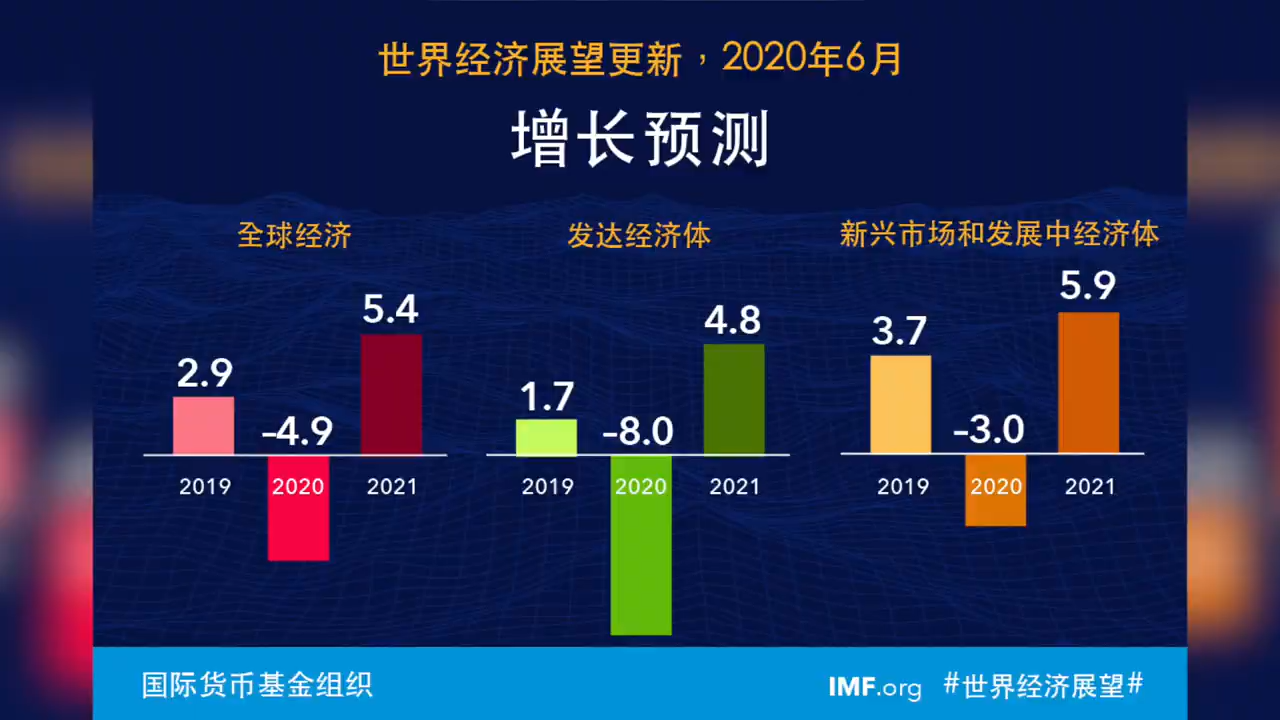 世界经济展望更新，2020年6月
增长预测
全球经济
2.9
-4.9
5.4
2019
2020
2021
发达经济体
1.7
-8.0
4.8
2019
2020
2021
新兴市场和发展中经济体
3.7
-3.0
5.9
2019
2020
2021
国际货币基金组织
IMF.org #世界经济展望#